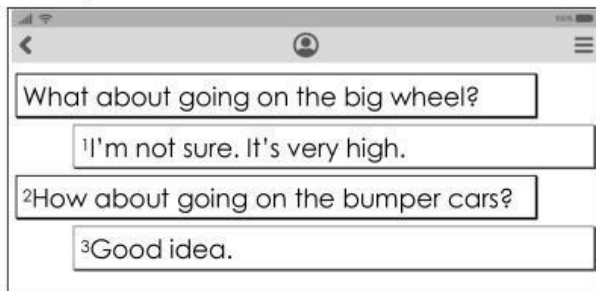 100%
What about going on the big wheel?
¹I'm not sure. It's very high.
²How about going on the bumper cars?
³Good idea.